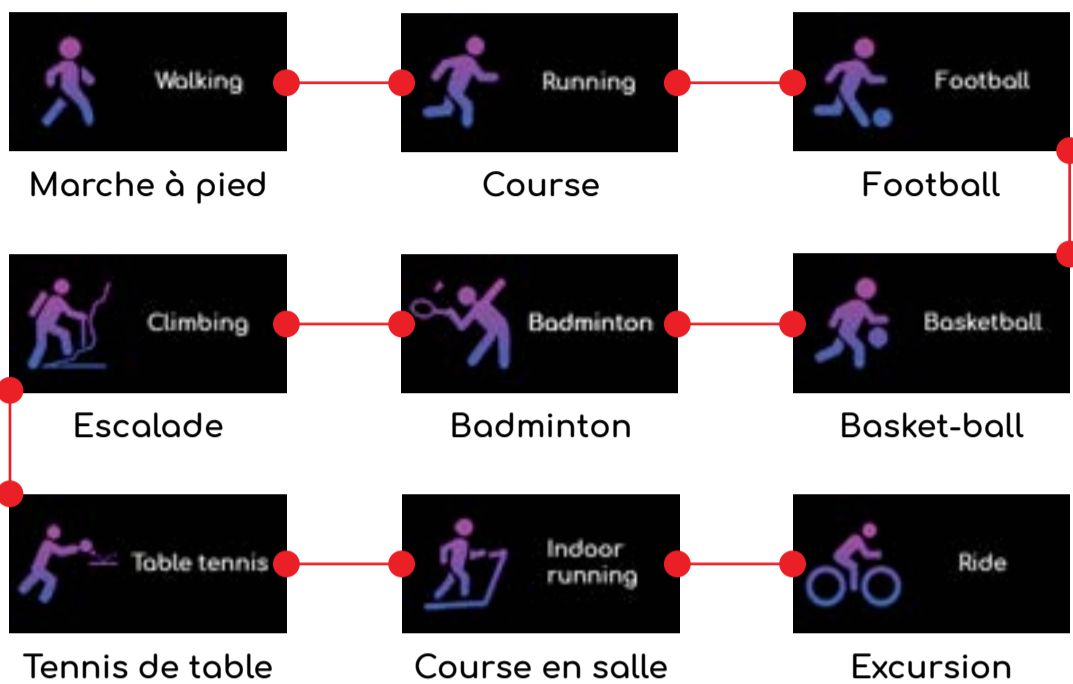 Walking
Running
Football
Marche à pied
Course
Football
Climbing
Badminton
Basketball
Escalade
Badminton
Basket-ball
Table tennis
Indoor
running
Ride
Tennis de table
Course en salle
Excursion